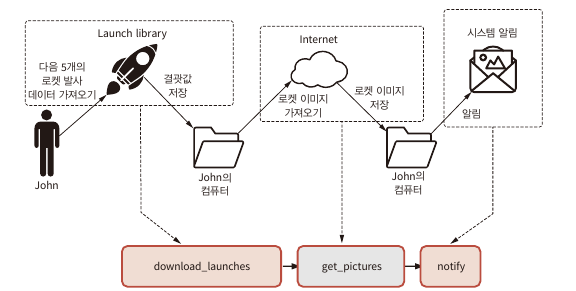 Launch library
다음 5개의
로켓 발사
데이터 가져오기
결괏값
저장
John
John의
컴퓨터
Internet
로켓 이미지
가져오기
로켓 이미지
저장
John의
컴퓨터
시스템 알림
알림
download_launches
get_pictures
notify